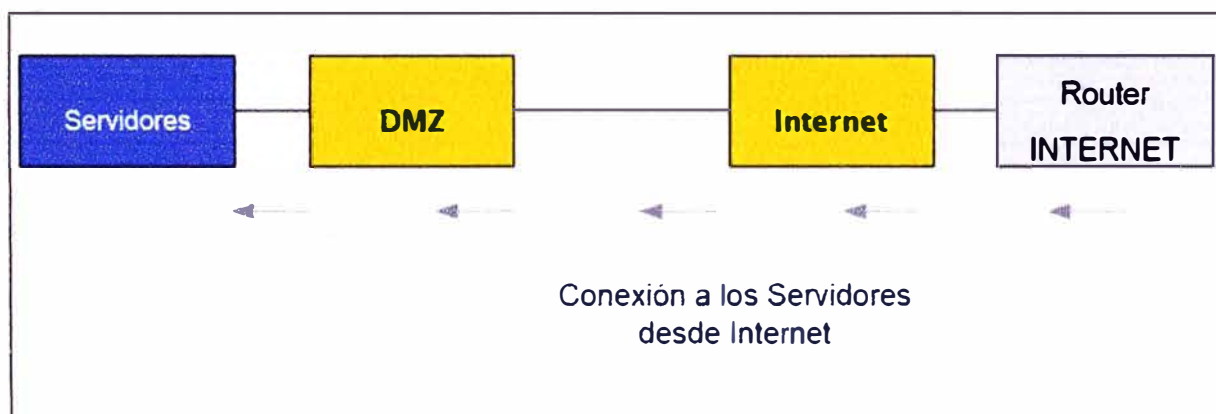 Servidores
DMZ
Internet
Router
INTERNET
Conexión a los Servidores
desde Internet